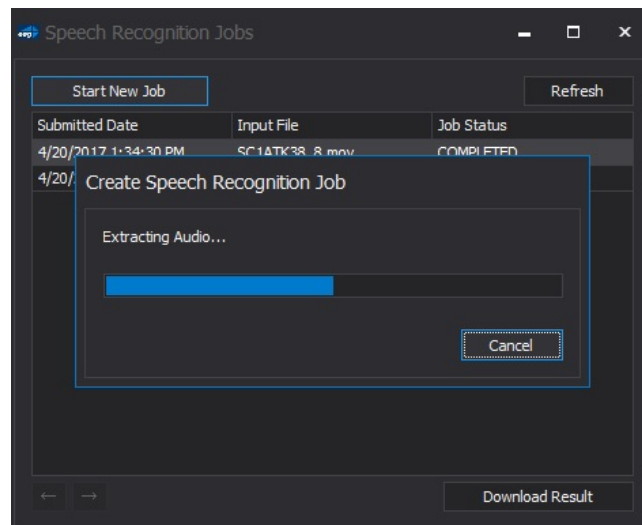 Speech Recognition Jobs
Start New Job
Refresh
Submitted Date Input File Job Status
4/20/2017 1:34:30 PM SC1ATK38_8.mov COMPLETED
4/20/
Create Speech Recognition Job
Extracting Audio...
Cancel
← →
Download Result